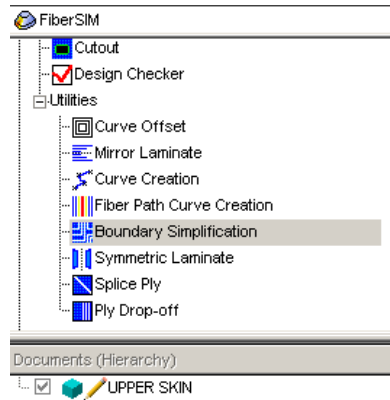 FiberSIM
Cutout
Design Checker
Utilities
Curve Offset
Mirror Laminate
Curve Creation
Fiber Path Curve Creation
Boundary Simplification
Symmetric Laminate
Splice Ply
Ply Drop-off
Documents (Hierarchy)
UPPER SKIN